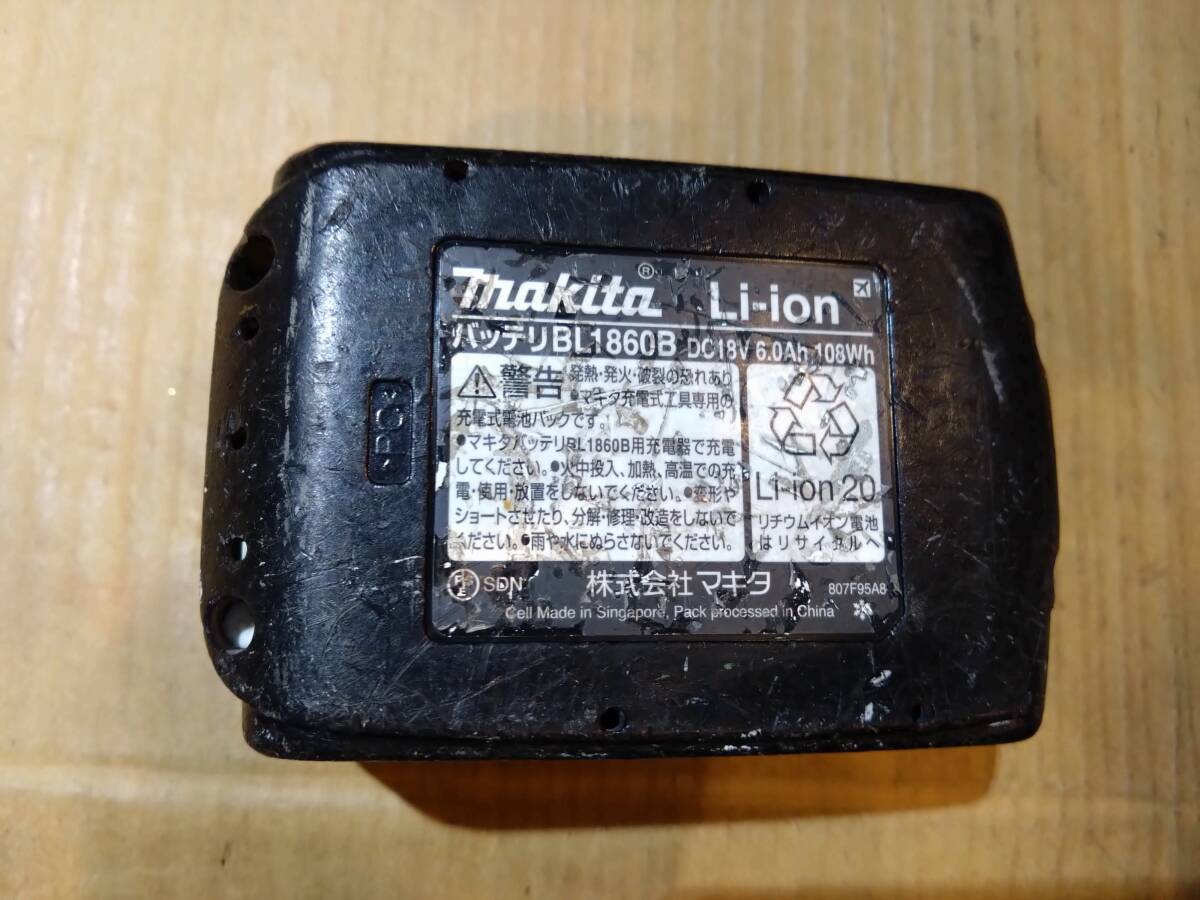 makita® Li-ion
バッテリBL1860B DC18V 6.0Ah 108Wh
警告 発熱・発火・破裂の恐れあり
●マキタ充電式工具専用の
充電式電池パックです。
●マキタバッテリBL1860B用充電器で充電
してください。●火中投入、加熱、高温での充
電・使用・放置をしないでください。●変形や
ショートさせたり、分解・修理・改造をしないで
ください。●雨や水にぬらさないでください。
Li-ion 20
リチウムイオン電池
はリサイクルへ
PS
E SDN 株式会社マキタ 807F95A8
Cell Made in Singapore, Pack processed in China
>PC<